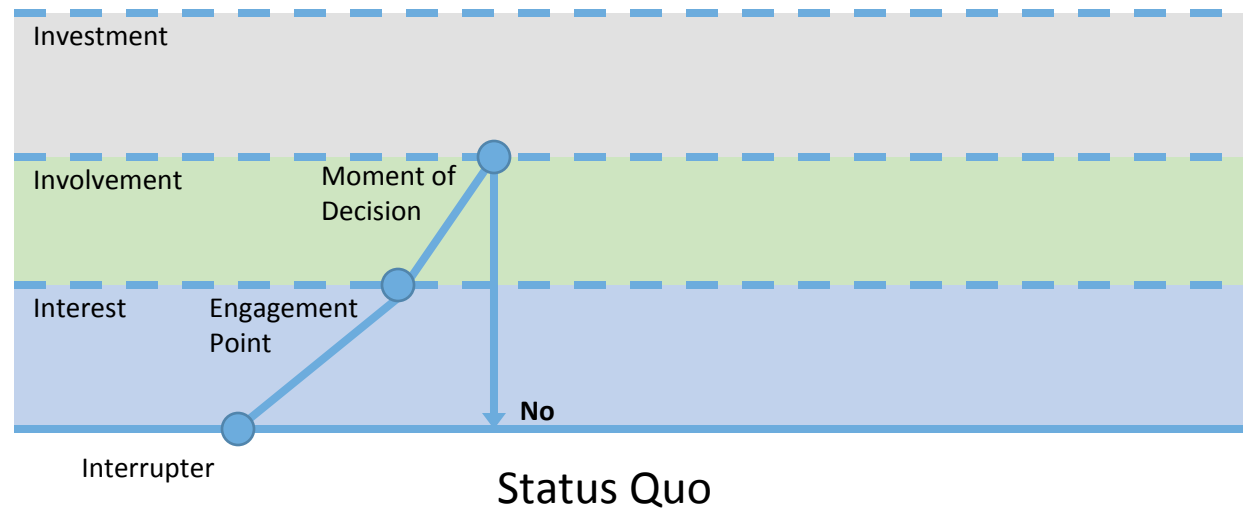 Investment
Involvement
Moment of
Decision
Interest
Engagement
Point
No
Interrupter
Status Quo